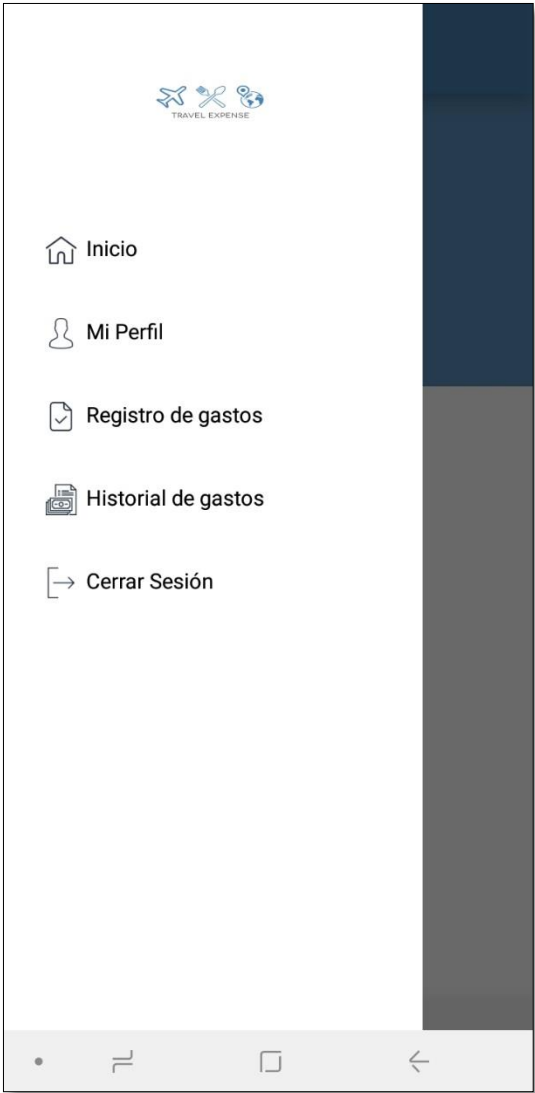 TRAVEL EXPENSE
Inicio
Mi Perfil
Registro de gastos
Historial de gastos
Cerrar Sesión